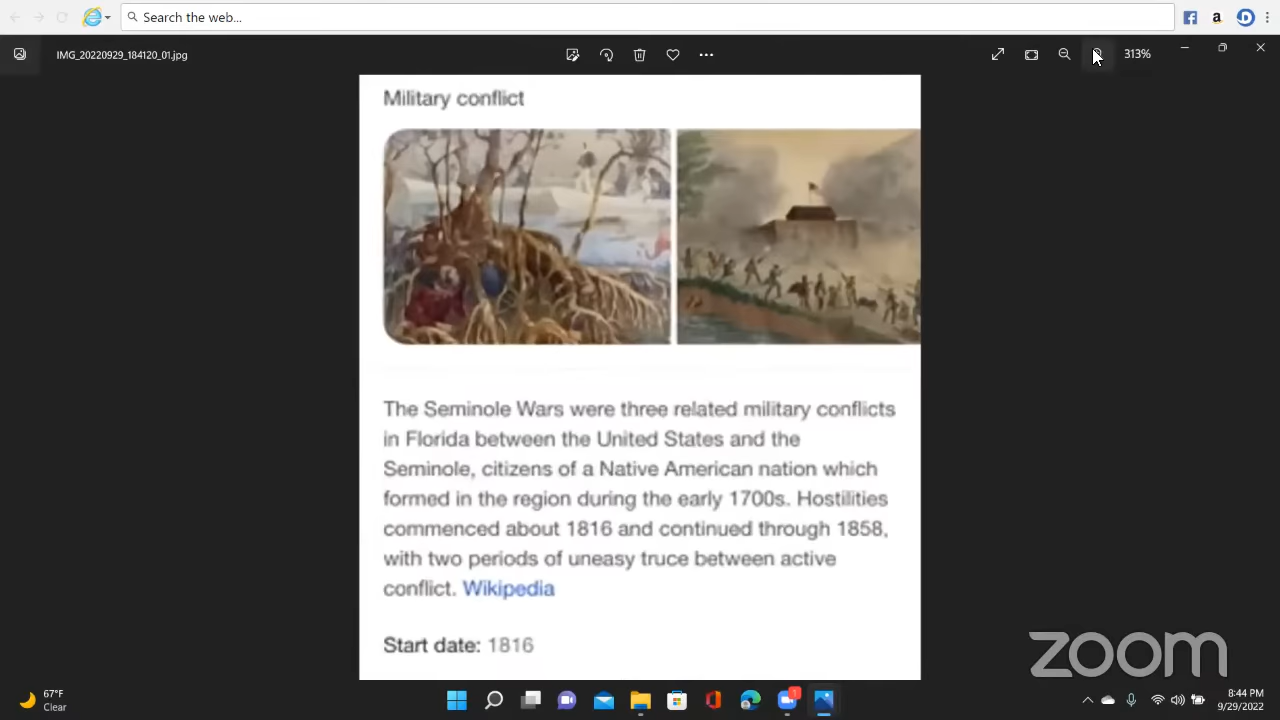 Search the web...
IMG_20220929_184120_01.jpg
313%
Military conflict
The Seminole Wars were three related military conflicts
in Florida between the United States and the
Seminole, citizens of a Native American nation which
formed in the region during the early 1700s. Hostilities
commenced about 1816 and continued through 1858,
with two periods of uneasy truce between active
conflict. Wikipedia
Start date: 1816
zoom
67°F
Clear
1
8:44 PM
9/29/2022